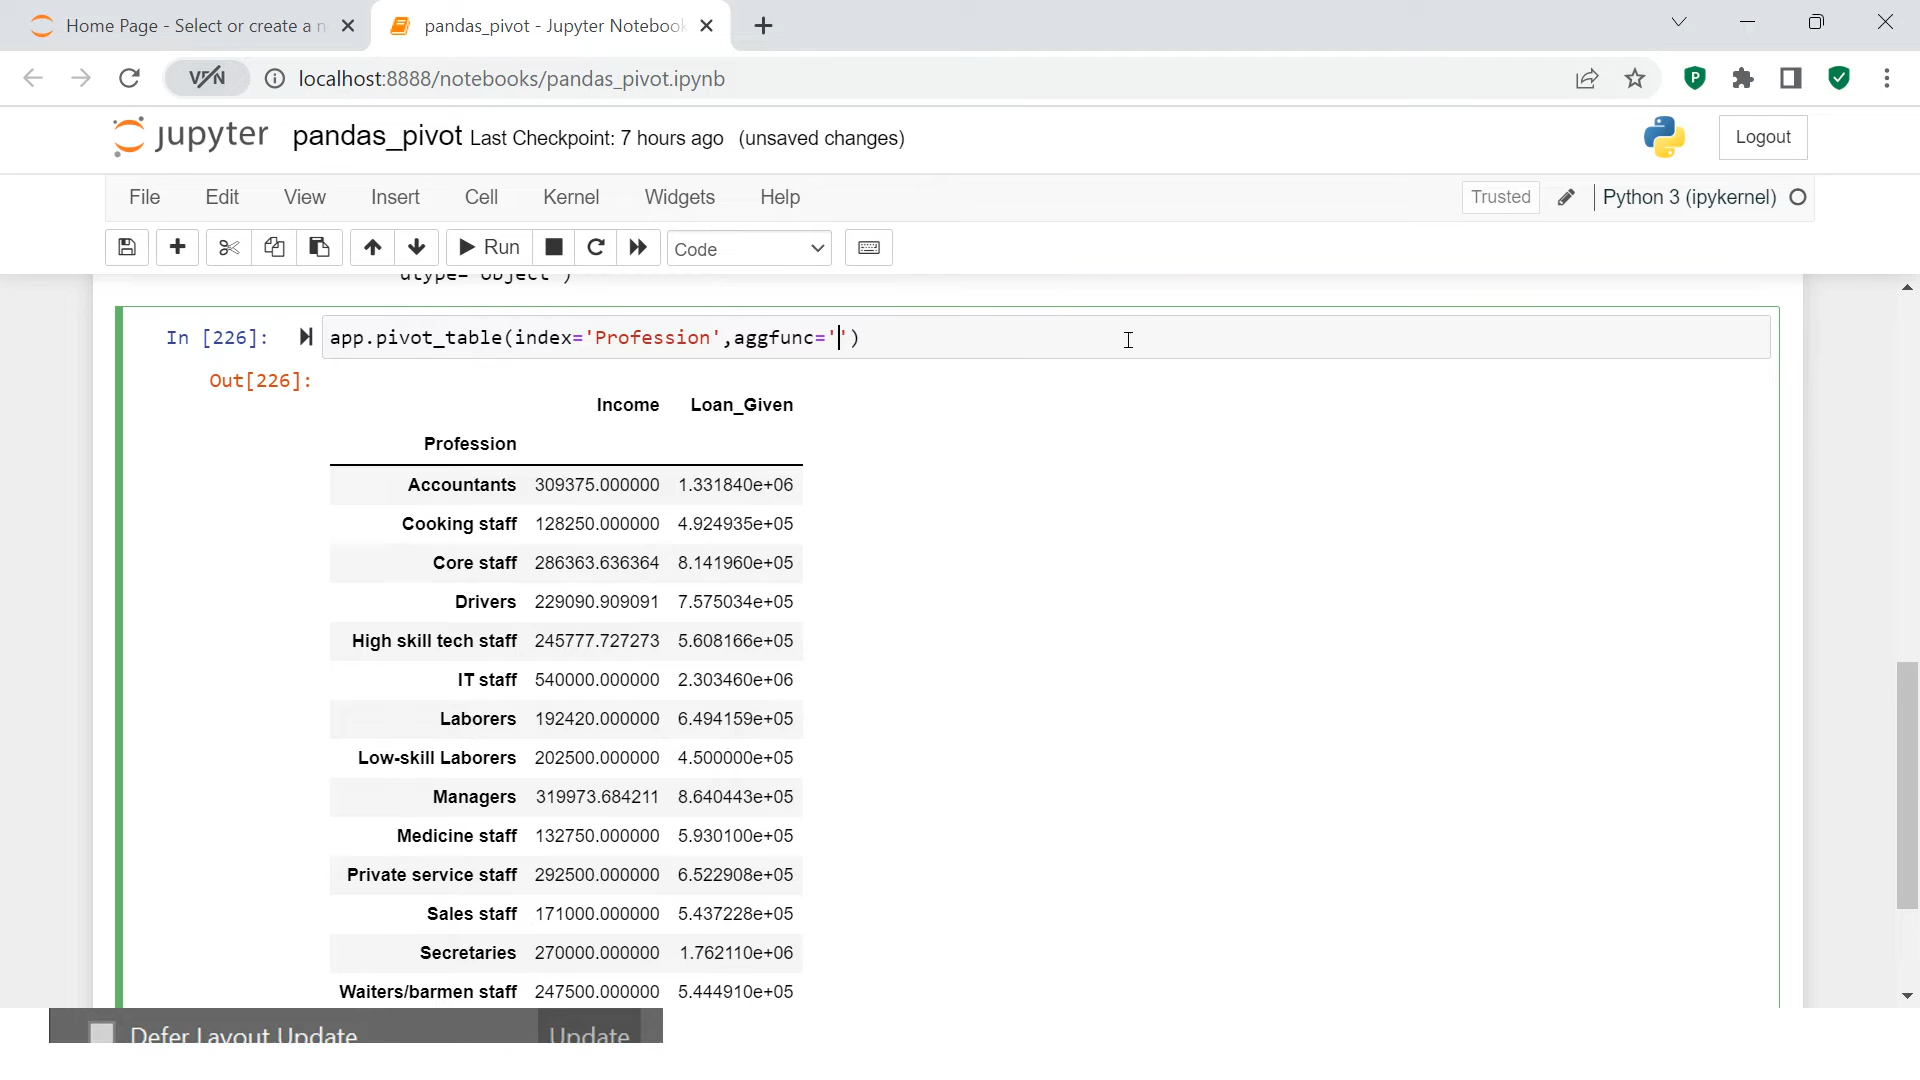 Home Page - Select or create a n
pandas_pivot - Jupyter Notebook
VPN
localhost:8888/notebooks/pandas_pivot.ipynb
P
jupyter pandas_pivot Last Checkpoint: 7 hours ago (unsaved changes)
Logout
File Edit View Insert Cell Kernel Widgets Help
Trusted
Python 3 (ipykernel)
Run
Code
dtype='object')
In [226]: app.pivot_table(index='Profession',aggfunc='')
Out[226]:
Income Loan_Given
Profession
Accountants 309375.000000 1.331840e+06
Cooking staff 128250.000000 4.924935e+05
Core staff 286363.636364 8.141960e+05
Drivers 229090.909091 7.575034e+05
High skill tech staff 245777.727273 5.608166e+05
IT staff 540000.000000 2.303460e+06
Laborers 192420.000000 6.494159e+05
Low-skill Laborers 202500.000000 4.500000e+05
Managers 319973.684211 8.640443e+05
Medicine staff 132750.000000 5.930100e+05
Private service staff 292500.000000 6.522908e+05
Sales staff 171000.000000 5.437228e+05
Secretaries 270000.000000 1.762110e+06
Waiters/barmen staff 247500.000000 5.444910e+05
Defer Layout Update
Update